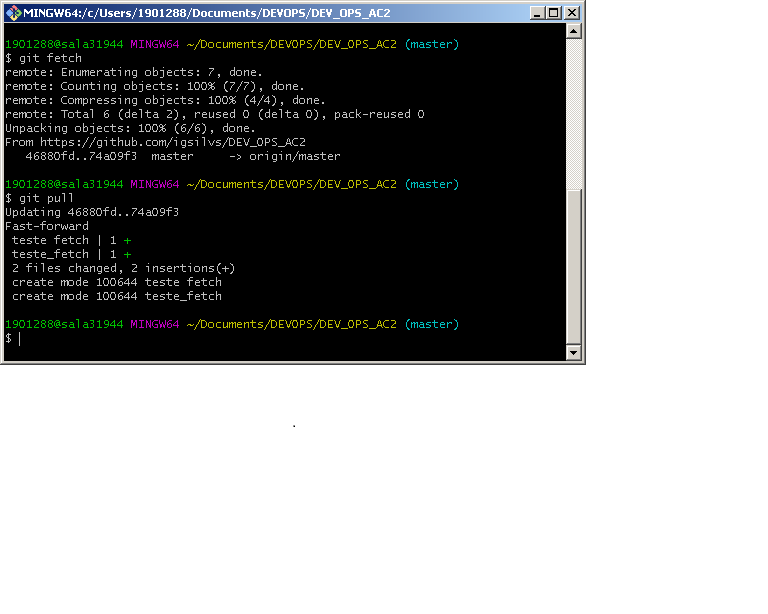 MINGW64:/c/Users/1901288/Documents/DEVOPS/DEV_OPS_AC2
1901288@sala31944 MINGW64 ~/Documents/DEVOPS/DEV_OPS_AC2 (master)
$ git fetch
remote: Enumerating objects: 7, done.
remote: Counting objects: 100% (7/7), done.
remote: Compressing objects: 100% (4/4), done.
remote: Total 6 (delta 2), reused 0 (delta 0), pack-reused 0
Unpacking objects: 100% (6/6), done.
From https://github.com/igsilvs/DEV_OPS_AC2
   46880fd..74a09f3  master     -> origin/master
1901288@sala31944 MINGW64 ~/Documents/DEVOPS/DEV_OPS_AC2 (master)
$ git pull
Updating 46880fd..74a09f3
Fast-forward
 teste fetch | 1 +
 teste_fetch | 1 +
 2 files changed, 2 insertions(+)
 create mode 100644 teste fetch
 create mode 100644 teste_fetch
1901288@sala31944 MINGW64 ~/Documents/DEVOPS/DEV_OPS_AC2 (master)
$
.